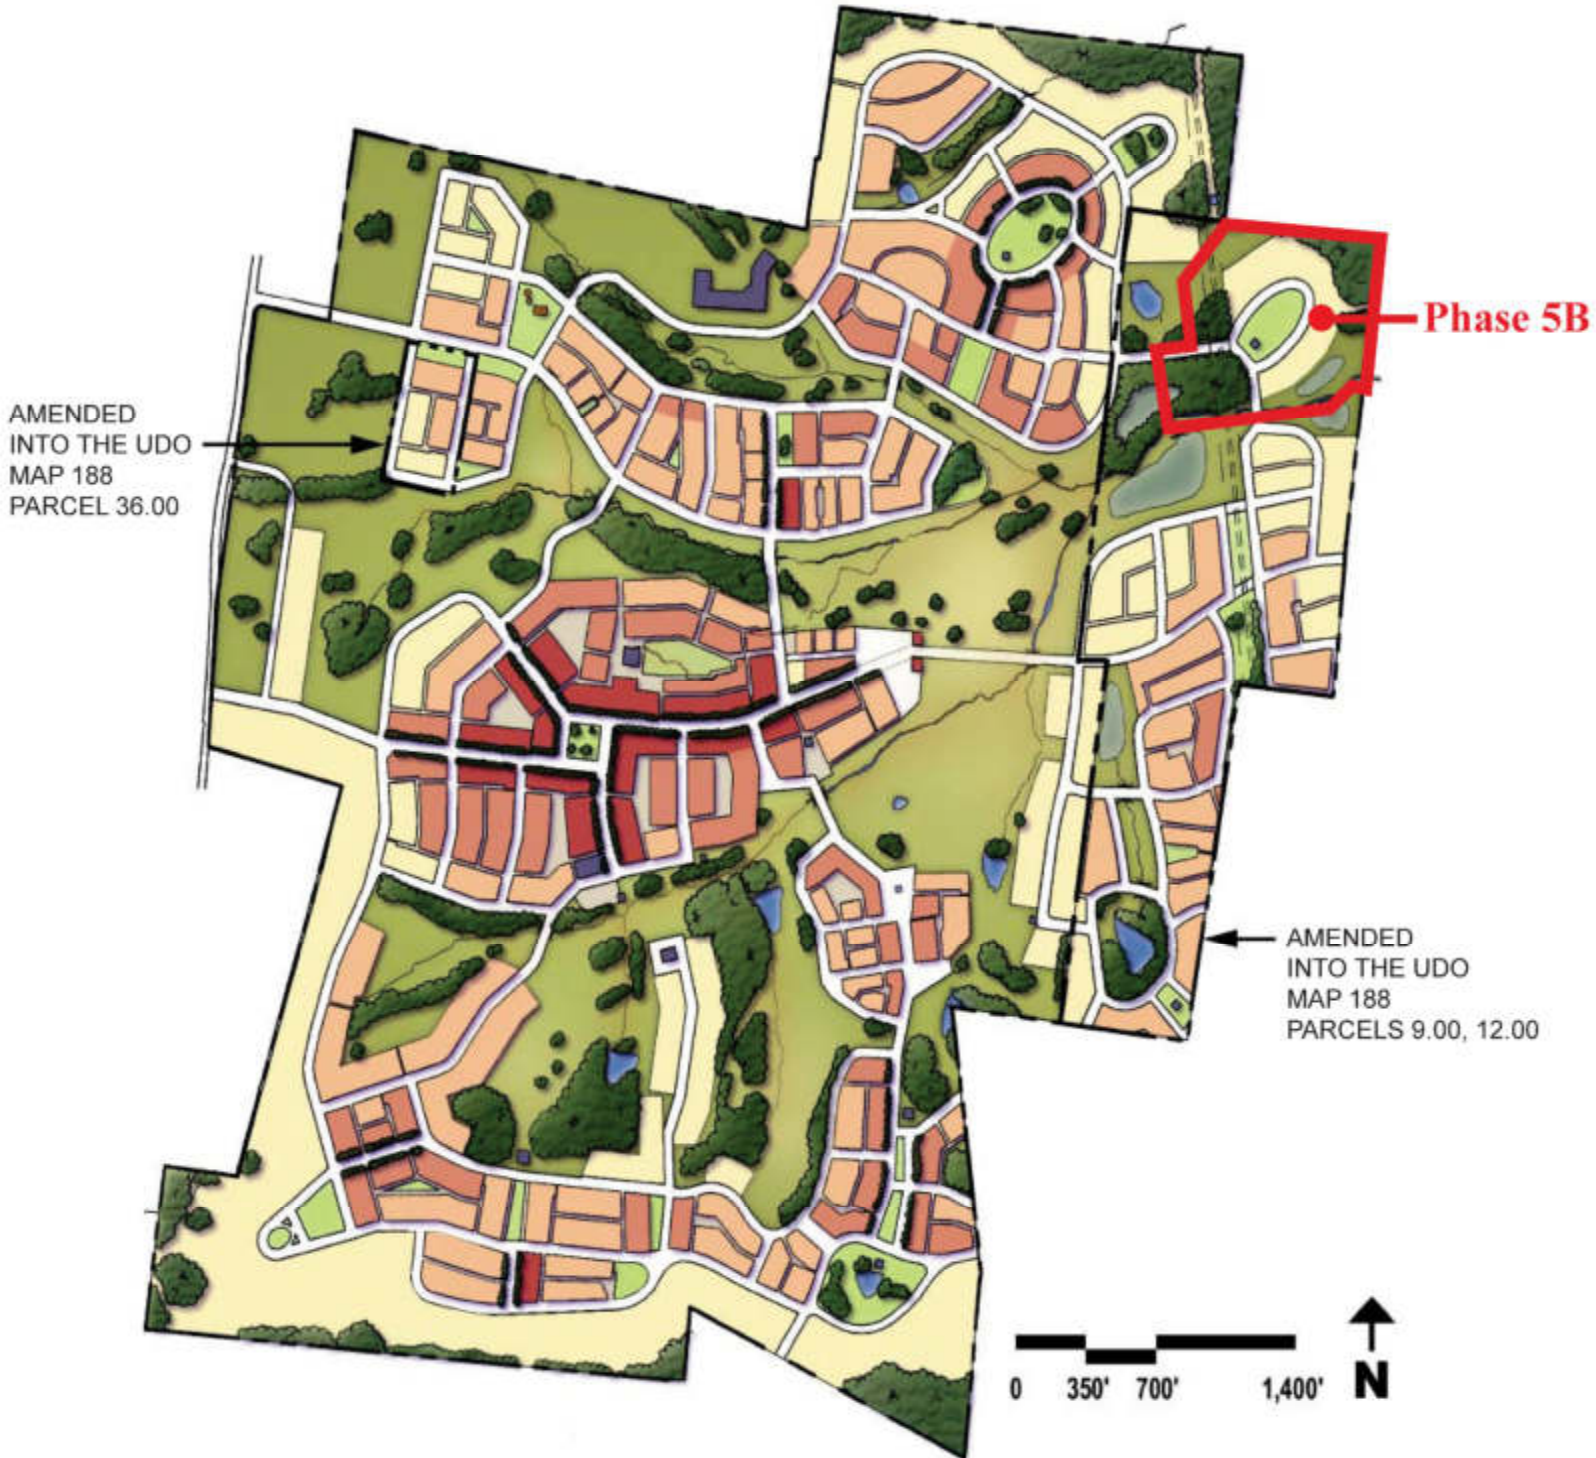 Phase 5B
AMENDED
INTO THE UDO
MAP 188
PARCEL 36.00
AMENDED
INTO THE UDO
MAP 188
PARCELS 9.00, 12.00
0 350' 700' 1,400' N